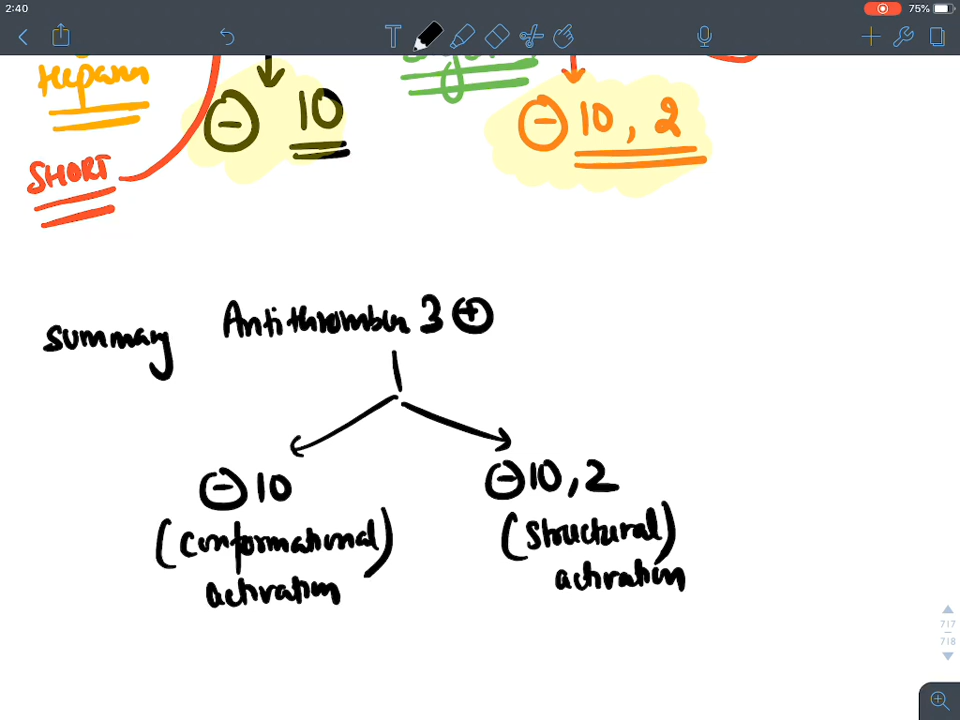 2:40
75%
T
Heparin
⊖ 10
⊖ 10, 2
SHORT
summary Antithrombin 3 ⊕
⊖ 10
⊖ 10, 2
(conformational)
activation
(structural)
activation
717
718